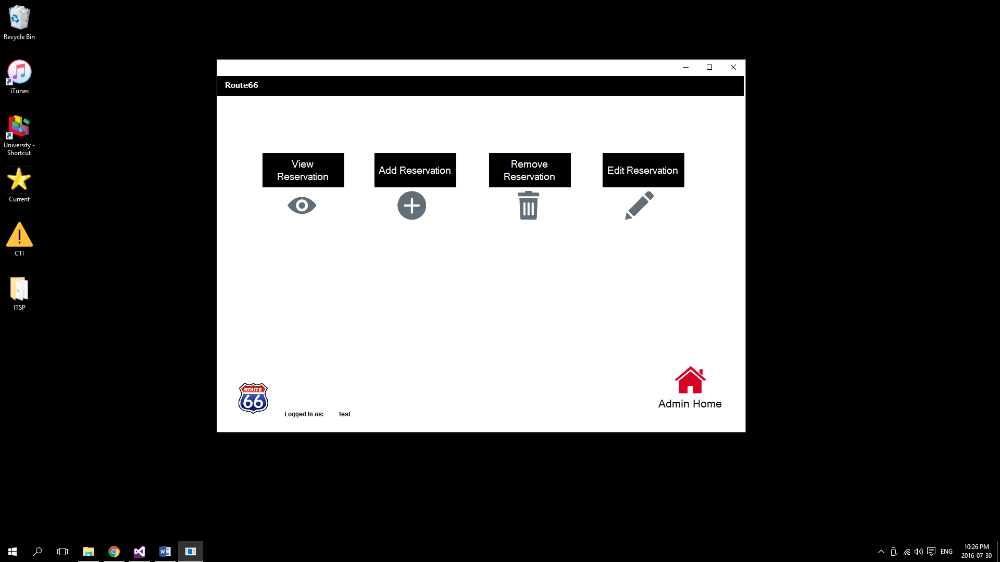 Recycle Bin
iTunes
University -
Shortcut
Current
CTI
ITSP
Route66
View
Reservation
Add Reservation
Remove
Reservation
Edit Reservation
ROUTE
66
Logged In as: test
Admin Home
ENG
10:26 PM
2016-07-30